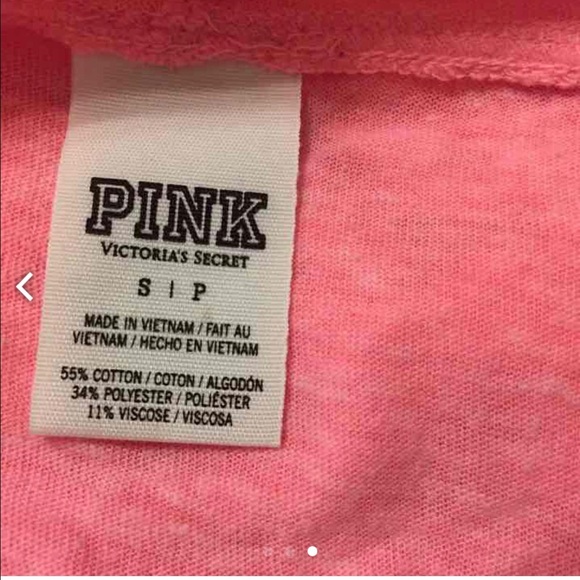 PINK
VICTORIA'S SECRET
S | P
MADE IN VIETNAM / FAIT AU
VIETNAM / HECHO EN VIETNAM
55% COTTON / COTON / ALGODÓN
34% POLYESTER / POLIÉSTER
11% VISCOSE / VISCOSA